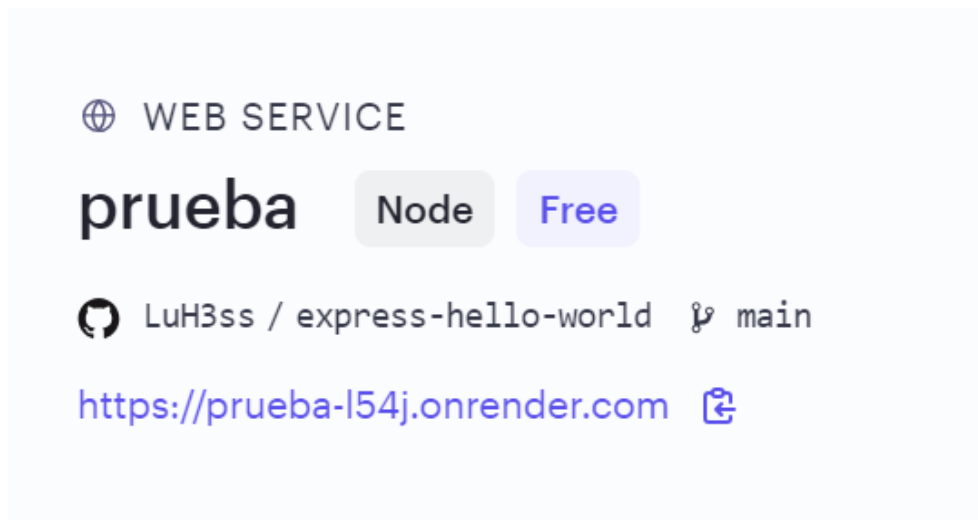 WEB SERVICE
prueba Node Free
LuH3ss / express-hello-world main
https://prueba-l54j.onrender.com